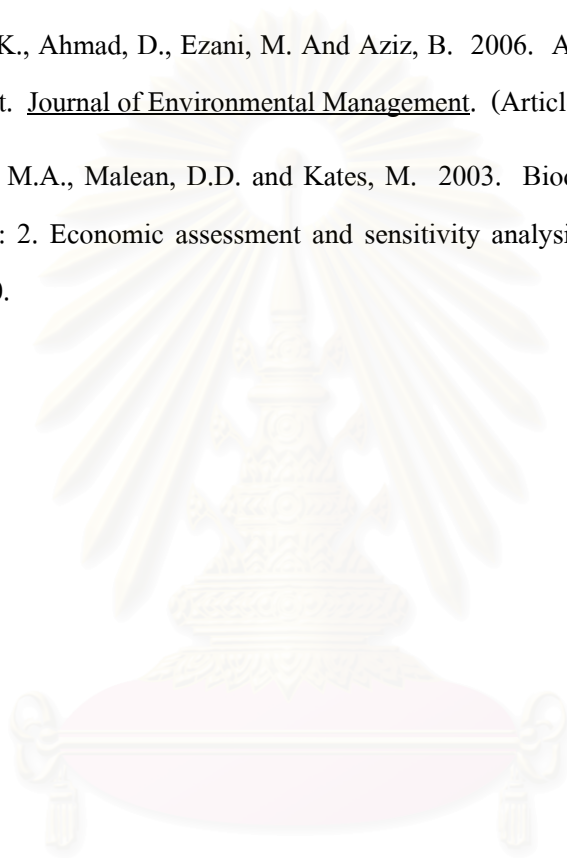 K., Ahmad, D., Ezani, M. And Aziz, B. 2006. A
t. Journal of Environmental Management. (Articl
M.A., Malean, D.D. and Kates, M. 2003. Biod
: 2. Economic assessment and sensitivity analysi
).